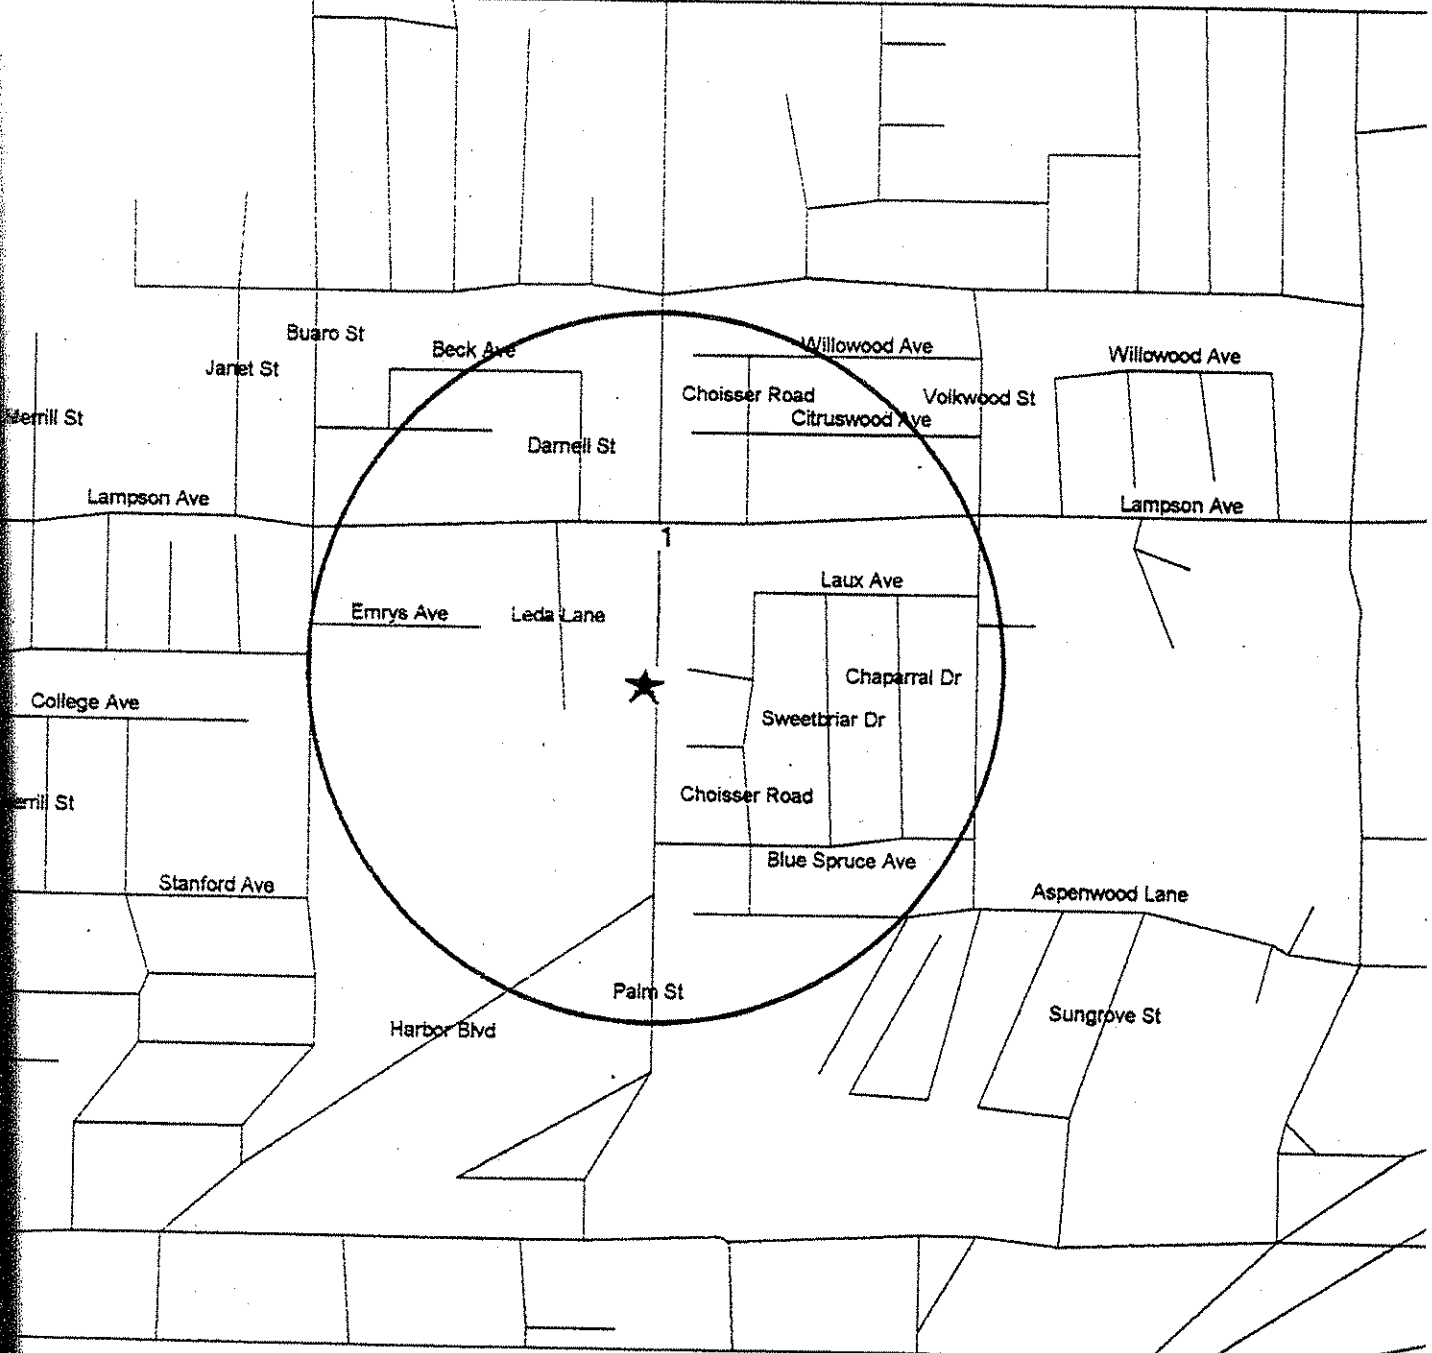 Buaro St
Beck Ave
Willowood Ave
Willowood Ave
Janet St
Choisser Road
Volkwood St
Merrill St
Citruswood Ave
Darnell St
Lampson Ave
Lampson Ave
1
Laux Ave
Emrys Ave
Leda Lane
Chaparral Dr
College Ave
Sweetbriar Dr
Choisser Road
errill St
Blue Spruce Ave
Stanford Ave
Aspenwood Lane
Palm St
Sungrove St
Harbor Blvd